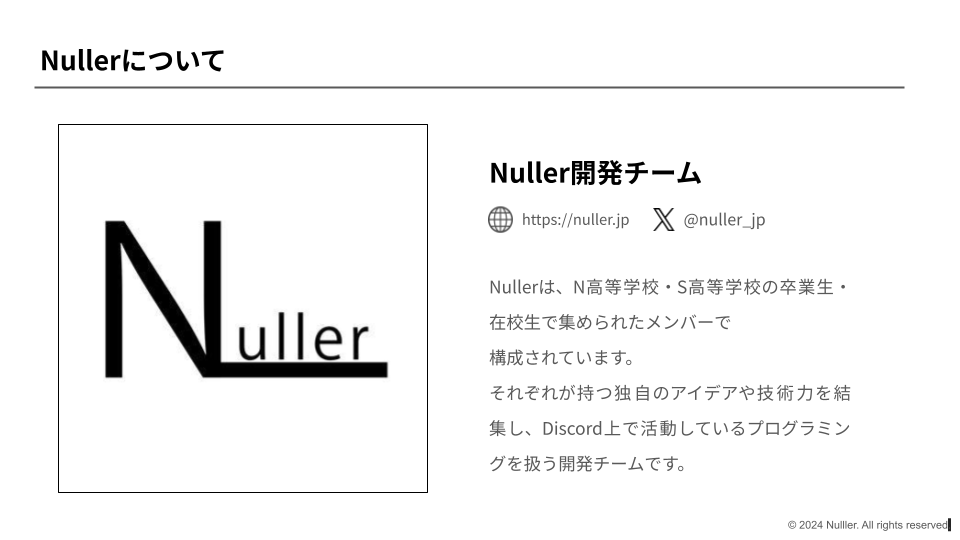 Nullerについて
Nuller
Nuller開発チーム
https://nuller.jp
@nuller_jp
Nullerは、N高等学校・S高等学校の卒業生・
在校生で集められたメンバーで
構成されています。
それぞれが持つ独自のアイデアや技術力を結
集し、Discord上で活動しているプログラミン
グを扱う開発チームです。
© 2024 Nulller. All rights reserved